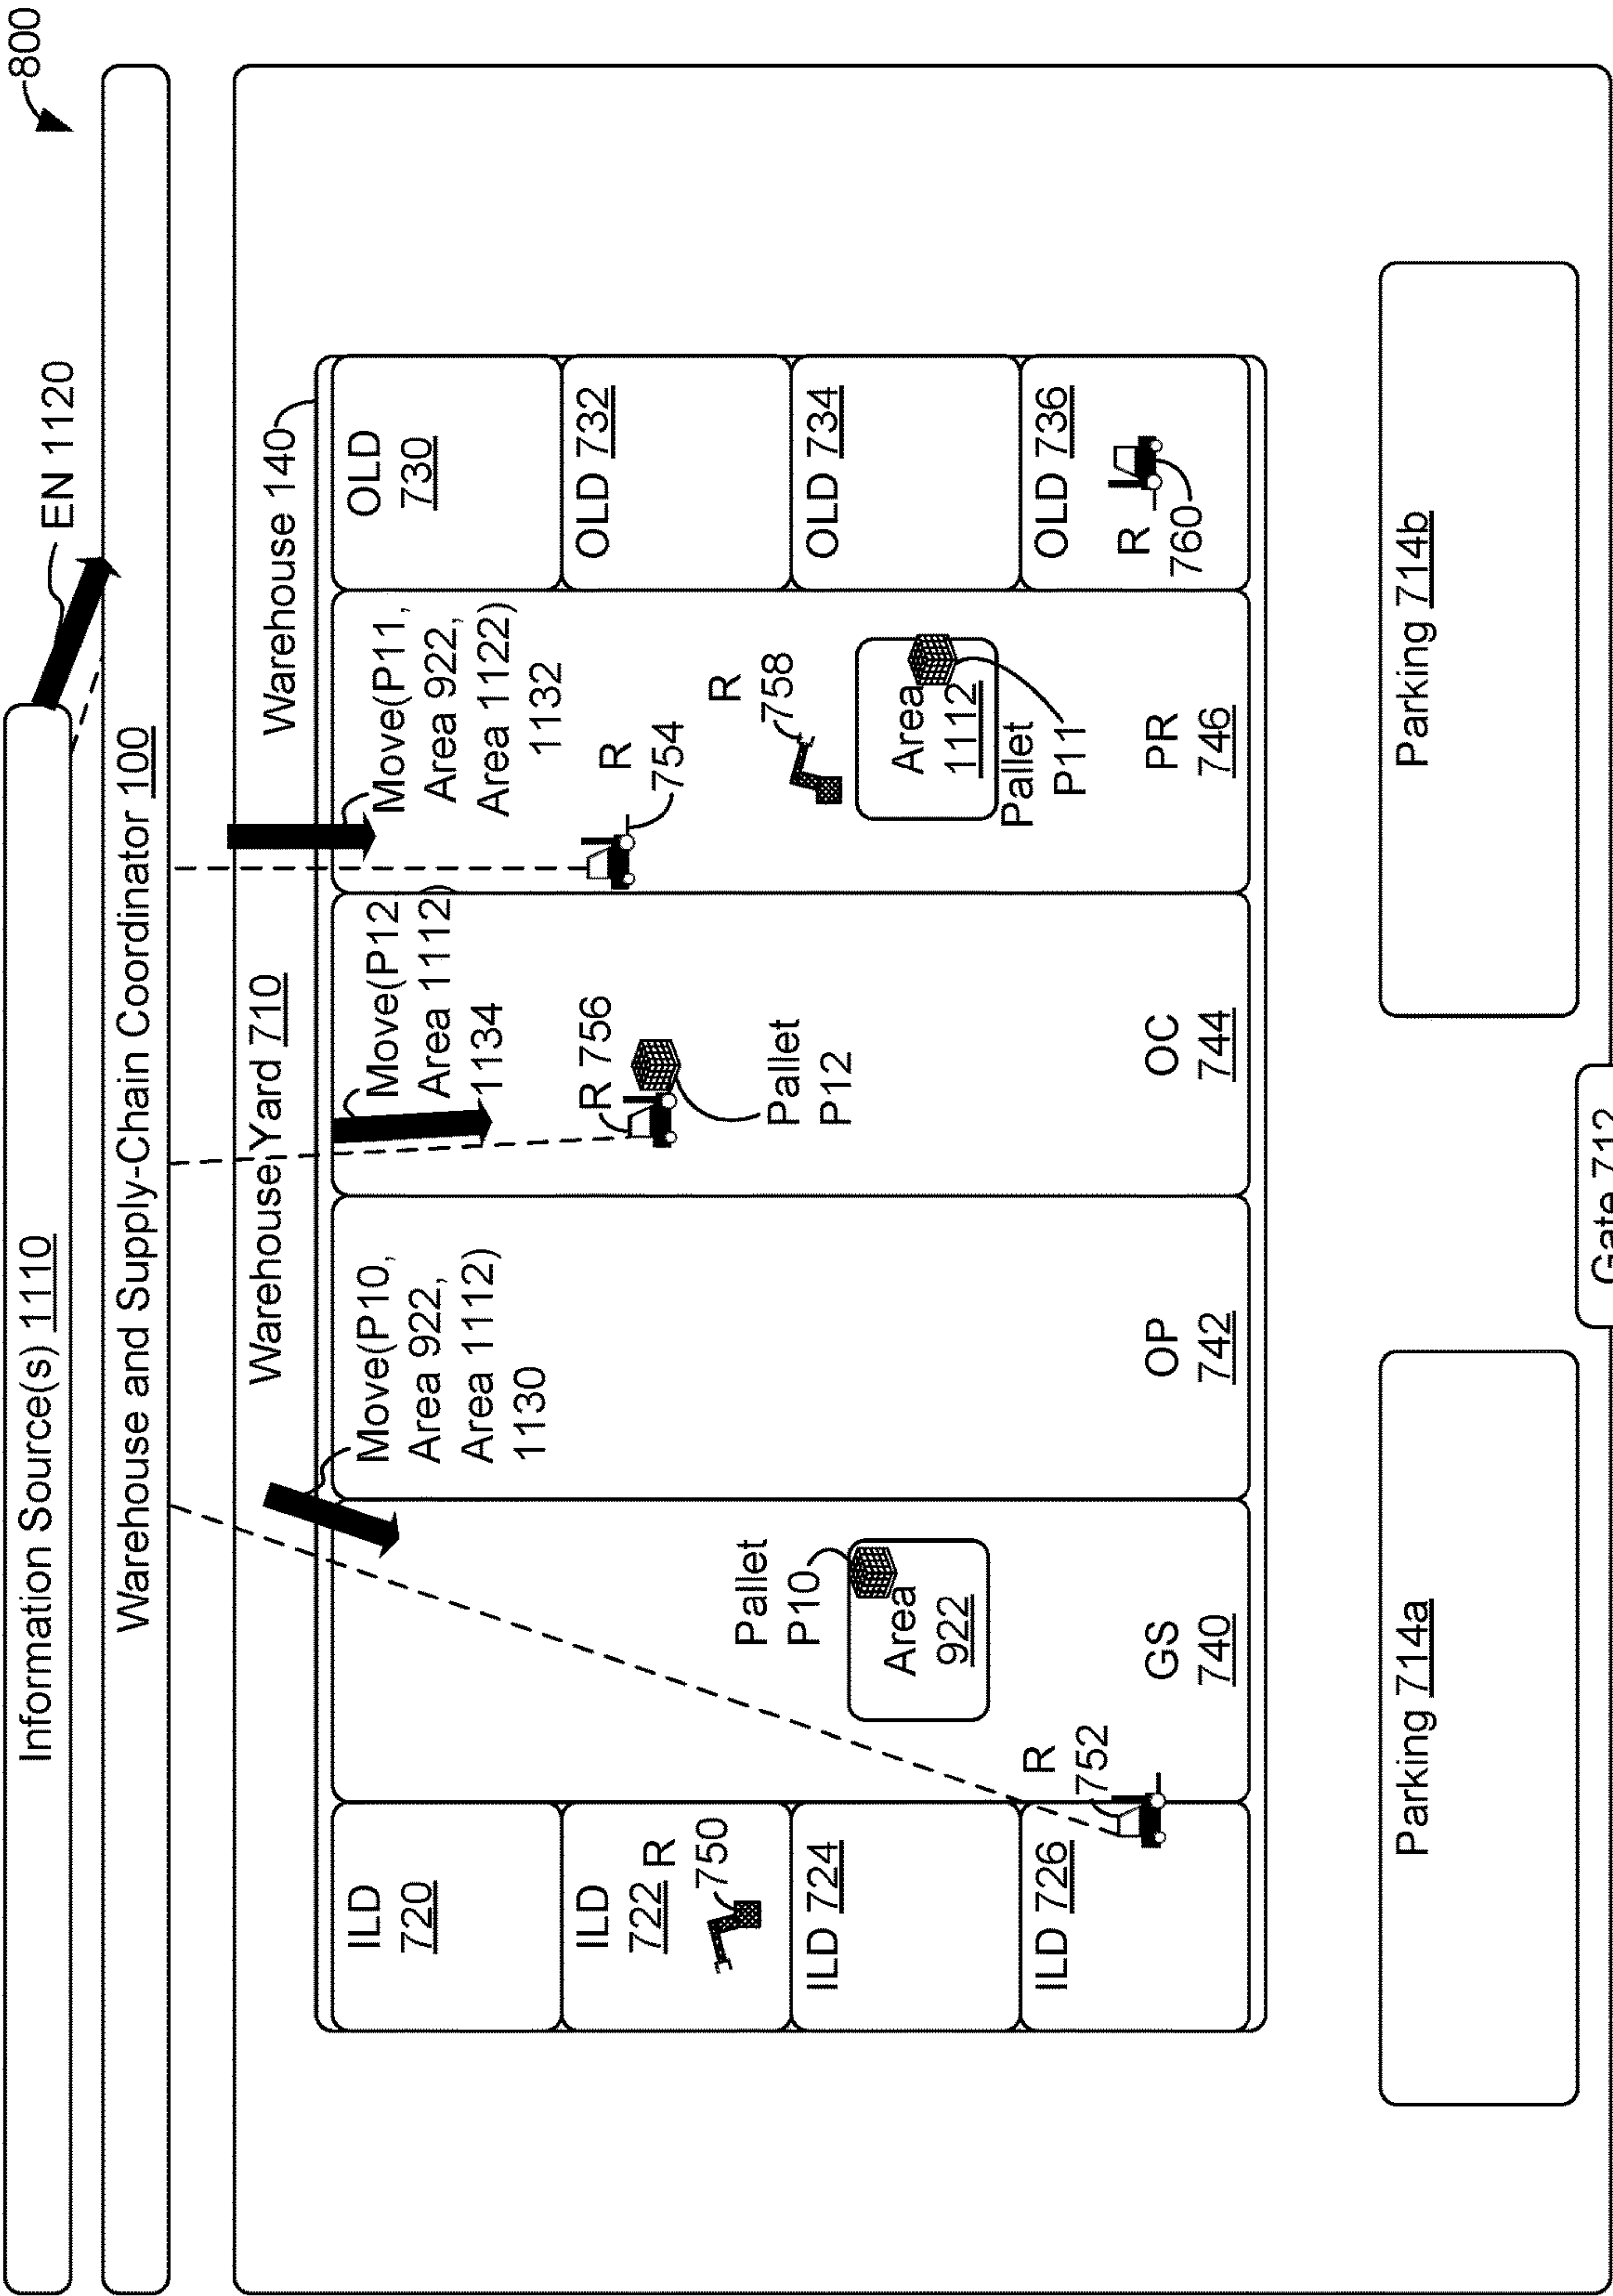 800
Information Source(s) 1110
EN 1120
Warehouse and Supply-Chain Coordinator 100
Warehouse Yard 710
Warehouse 140
ILD
720
ILD
722
R
750
ILD 724
ILD 726
R
752
Move(P10,
Area 922,
Area 1112)
1130
Pallet
P10
Area
922
GS
740
OP
742
Move(P12
Area 1112)
1134
R 756
Pallet
P12
OC
744
Move(P11,
Area 922,
Area 1122)
1132
R
754
R
758
Area
1112
Pallet
P11
PR
746
OLD
730
OLD 732
OLD 734
OLD 736
R
760
Parking 714a
Parking 714b
Gate 712